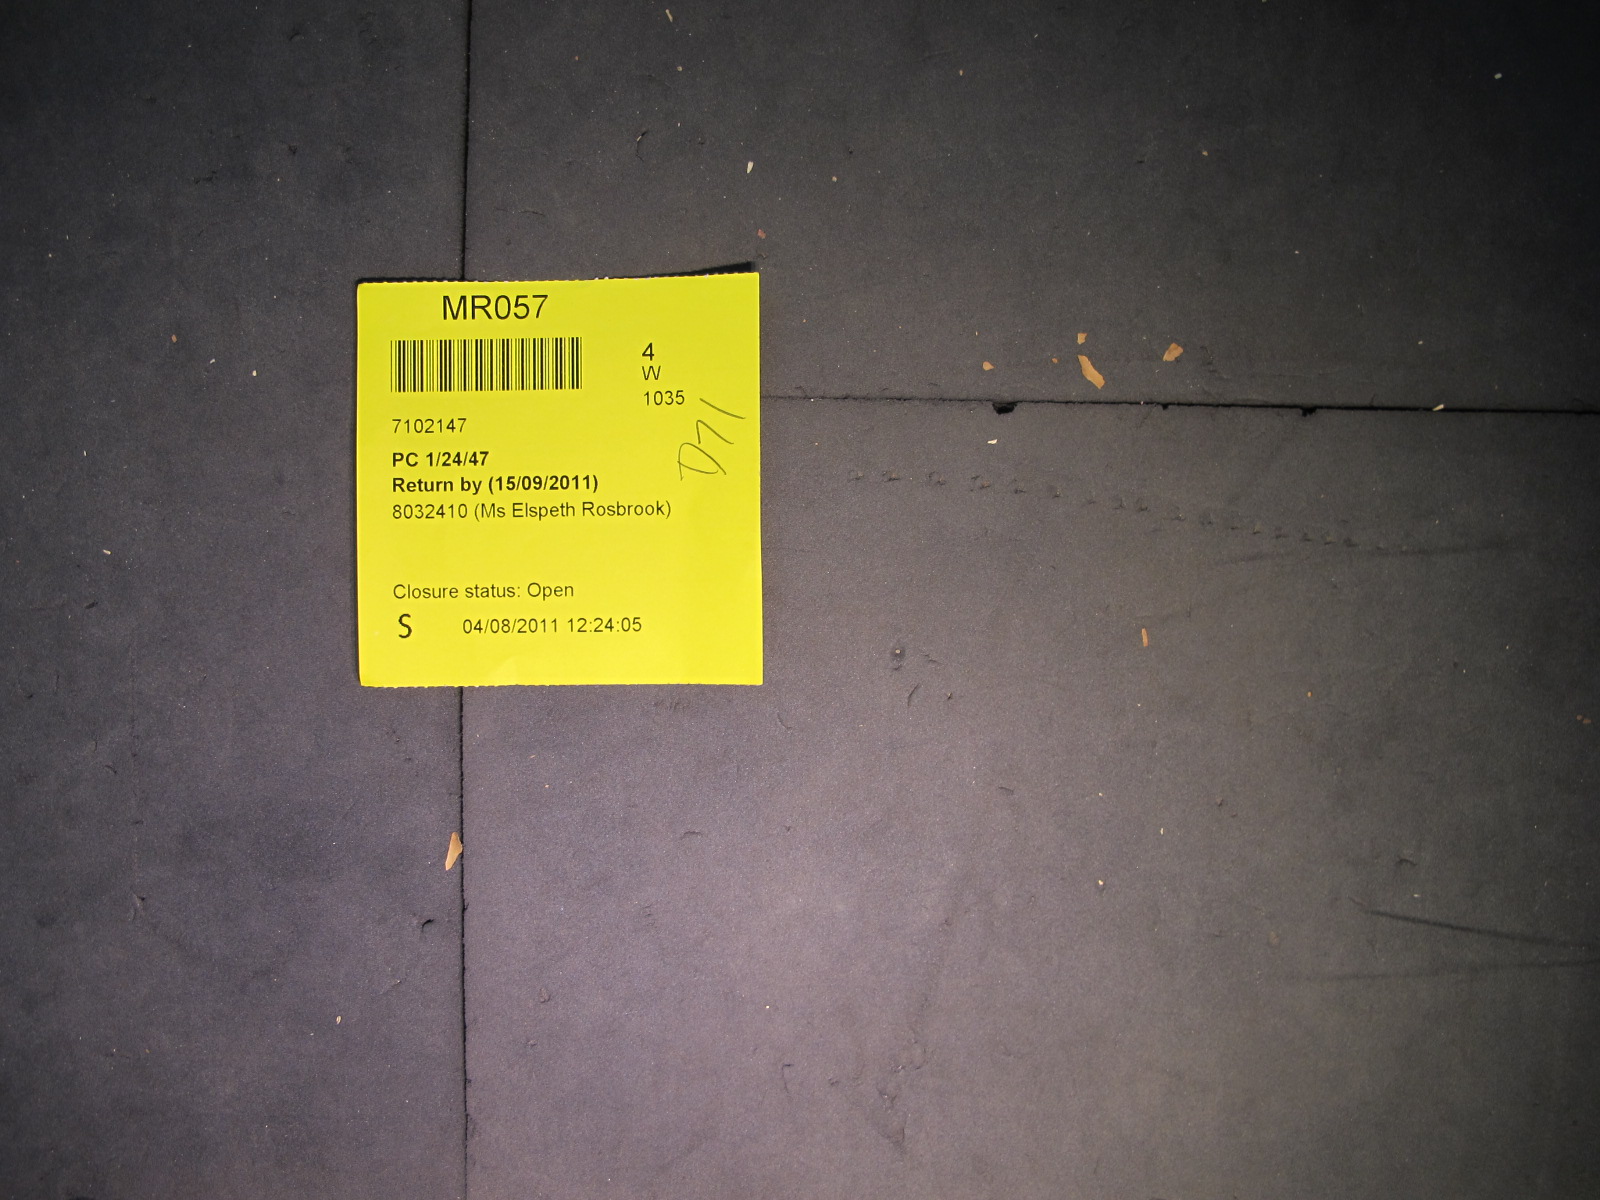 MR057
4
W
1035
7102147
PC 1/24/47
Return by (15/09/2011)
8032410 (Ms Elspeth Rosbrook)
D71
Closure status: Open
S 04/08/2011 12:24:05